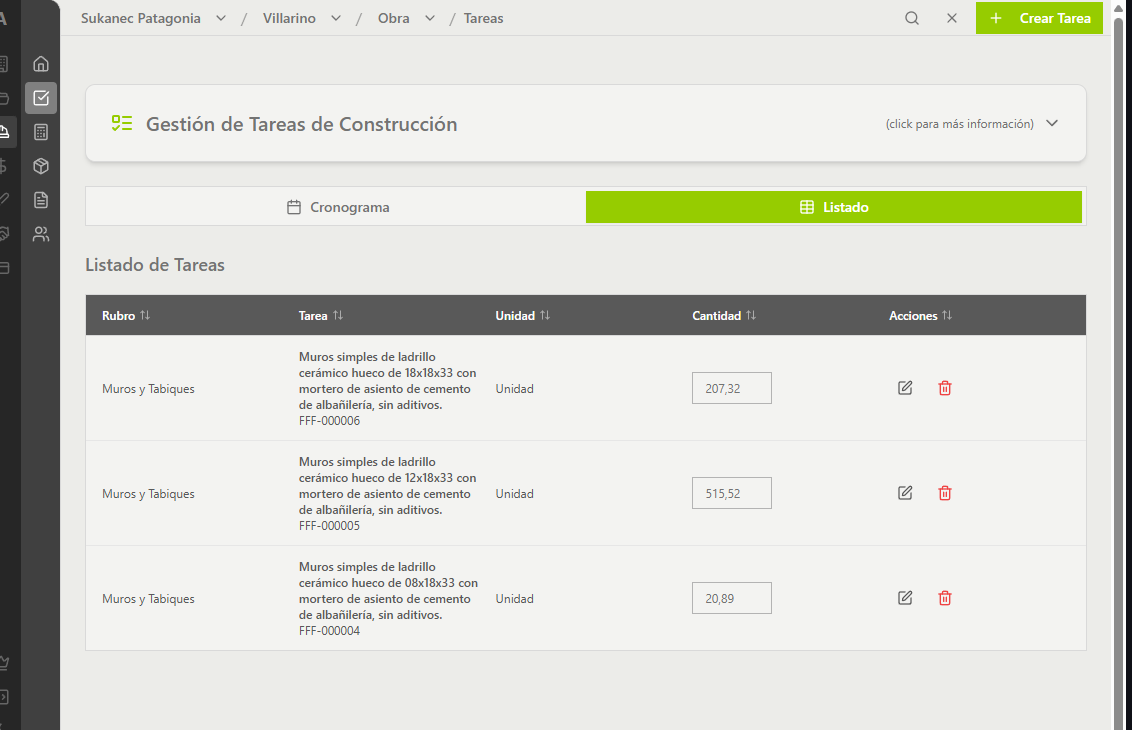 Sukanec Patagonia / Villarino / Obra / Tareas
+ Crear Tarea
Gestión de Tareas de Construcción
(click para más información)
Cronograma
Listado
Listado de Tareas
Rubro Tarea Unidad Cantidad Acciones
Muros simples de ladrillo
cerámico hueco de 18x18x33 con
Muros y Tabiques mortero de asiento de cemento Unidad 207,32
de albañilería, sin aditivos.
FFF-000006
Muros simples de ladrillo
cerámico hueco de 12x18x33 con
Muros y Tabiques mortero de asiento de cemento Unidad 515,52
de albañilería, sin aditivos.
FFF-000005
Muros simples de ladrillo
cerámico hueco de 08x18x33 con
Muros y Tabiques mortero de asiento de cemento Unidad 20,89
de albañilería, sin aditivos.
FFF-000004